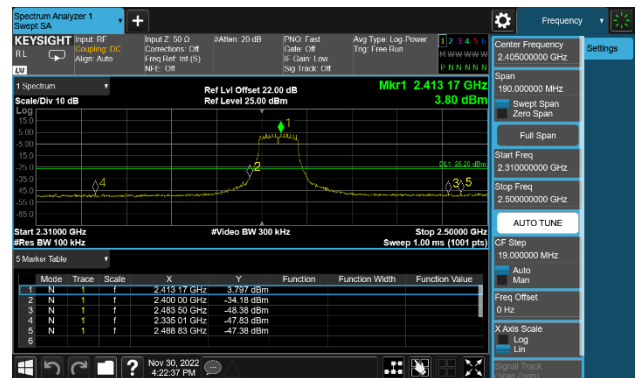 Spectrum Analyzer 1
Swept SA
Frequency
KEYSIGHT
RL
Input: RF
Coupling: DC
Align: Auto
Input Z: 50 Ω
Corrections: Off
Freq Ref: Int (S)
NFE: Off
#Atten: 20 dB
PNO: Fast
Gate: Off
IF Gain: Low
Sig Track: Off
Avg Type: Log-Power
Trig: Free Run
1 2 3 4 5 6
M W W W W W
P N N N N N
1 Spectrum
Scale/Div 10 dB
Ref Lvl Offset 22.00 dB
Ref Level 25.00 dBm
Mkr1 2.413 17 GHz
3.80 dBm
Log
15.0
5.00
-5.00
-15.0
-25.0
-35.0
-45.0
-55.0
-65.0
1
2
3
4
5
DL1 -26.20 dBm
Start 2.31000 GHz
#Res BW 100 kHz
#Video BW 300 kHz
Stop 2.50000 GHz
Sweep 1.00 ms (1001 pts)
5 Marker Table
Mode Trace Scale X Y Function Function Width Function Value
1 N 1 f 2.413 17 GHz 3.797 dBm
2 N 1 f 2.400 00 GHz -34.18 dBm
3 N 1 f 2.483 50 GHz -48.38 dBm
4 N 1 f 2.335 01 GHz -47.83 dBm
5 N 1 f 2.488 83 GHz -47.38 dBm
6
Nov 30, 2022
4:22:37 PM
Center Frequency
2.405000000 GHz
Settings
Span
190.000000 MHz
Swept Span
Zero Span
Full Span
Start Freq
2.310000000 GHz
Stop Freq
2.500000000 GHz
AUTO TUNE
CF Step
19.000000 MHz
Auto
Man
Freq Offset
0 Hz
X Axis Scale
Log
Lin
Signal Track
(Span Zoom)